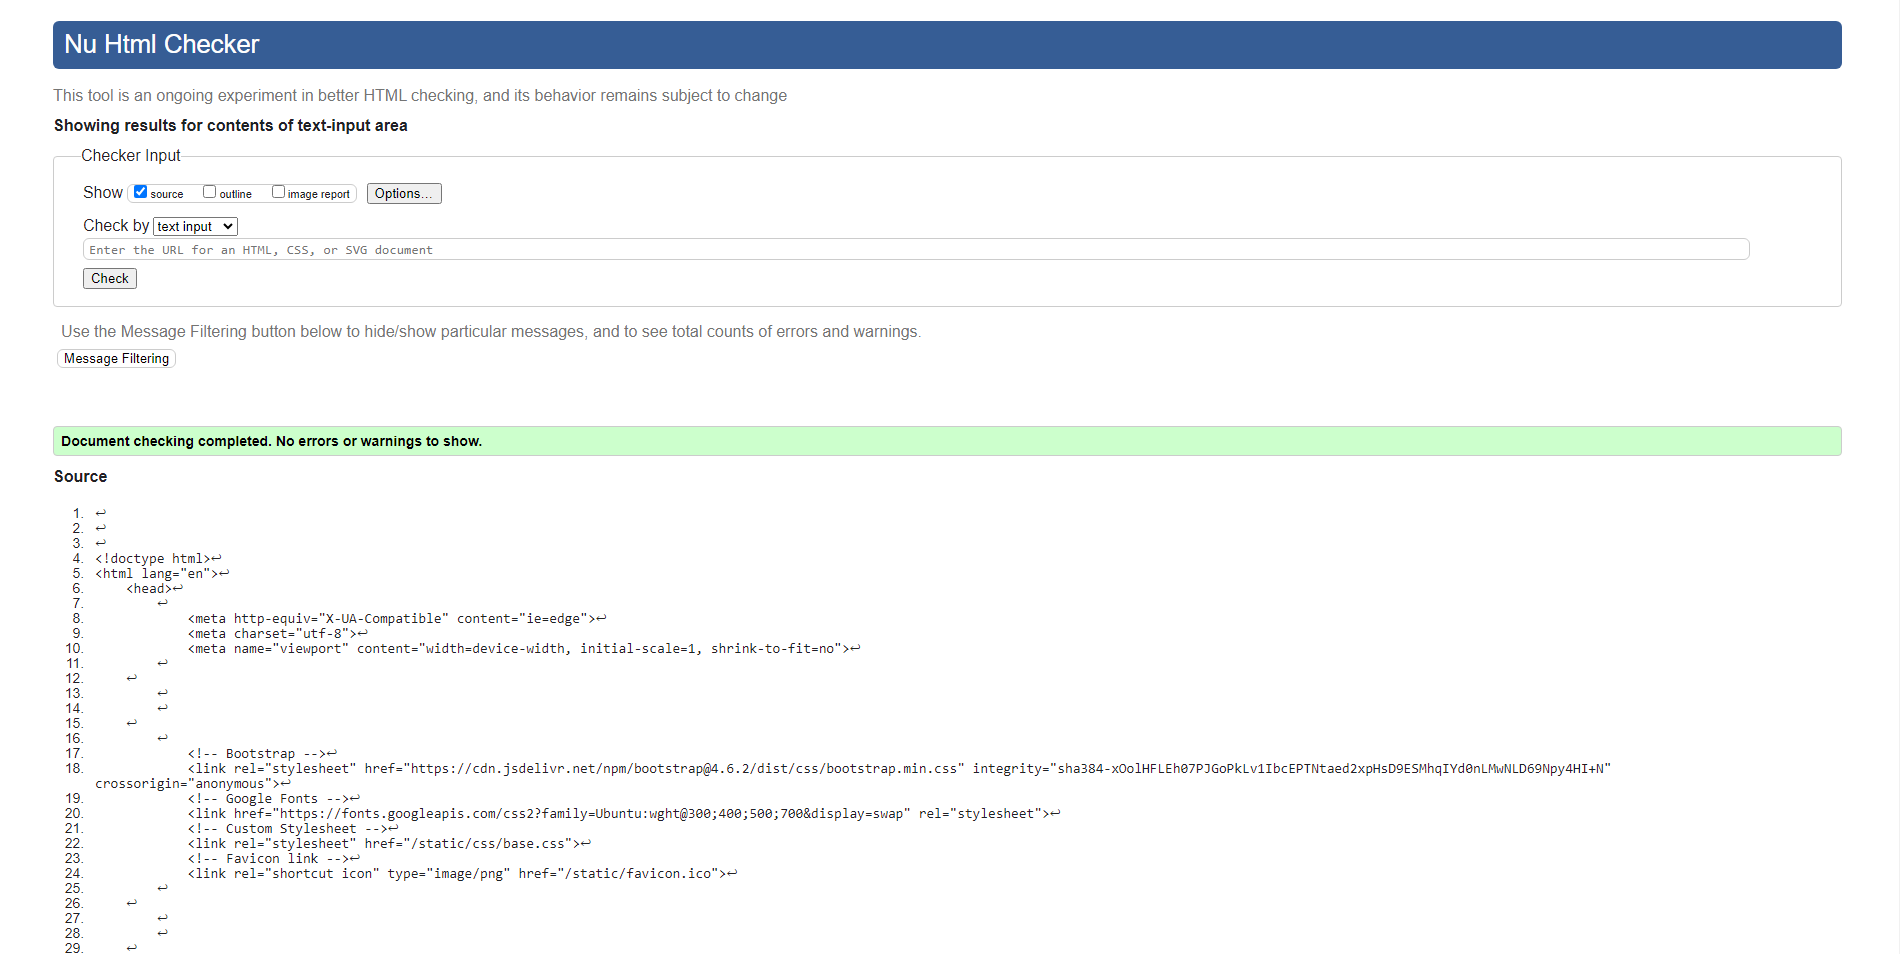 Nu Html Checker
This tool is an ongoing experiment in better HTML checking, and its behavior remains subject to change
Showing results for contents of text-input area
Checker Input
Show source outline image report Options...
Check by text input
Enter the URL for an HTML, CSS, or SVG document
Check
Use the Message Filtering button below to hide/show particular messages, and to see total counts of errors and warnings.
Message Filtering
Document checking completed. No errors or warnings to show.
Source
1. ↩
2. ↩
3. ↩
4. <!doctype html>↩
5. <html lang="en">↩
6. <head>↩
7. ↩
8. <meta http-equiv="X-UA-Compatible" content="ie=edge">↩
9. <meta charset="utf-8">↩
10. <meta name="viewport" content="width=device-width, initial-scale=1, shrink-to-fit=no">↩
11. ↩
12. ↩
13. ↩
14. ↩
15. ↩
16. ↩
17. <!-- Bootstrap -->↩
18. <link rel="stylesheet" href="https://cdn.jsdelivr.net/npm/bootstrap@4.6.2/dist/css/bootstrap.min.css" integrity="sha384-xOolHFLEh07PJGoPkLv1IbcEPTNtaed2xpHsD9ESMhqIYd0nLMwNLD69Npy4HI+N"
crossorigin="anonymous">↩
19. <!-- Google Fonts -->↩
20. <link href="https://fonts.googleapis.com/css2?family=Ubuntu:wght@300;400;500;700&display=swap" rel="stylesheet">↩
21. <!-- Custom Stylesheet -->↩
22. <link rel="stylesheet" href="/static/css/base.css">↩
23. <!-- Favicon link -->↩
24. <link rel="shortcut icon" type="image/png" href="/static/favicon.ico">↩
25. ↩
26. ↩
27. ↩
28. ↩
29. ↩